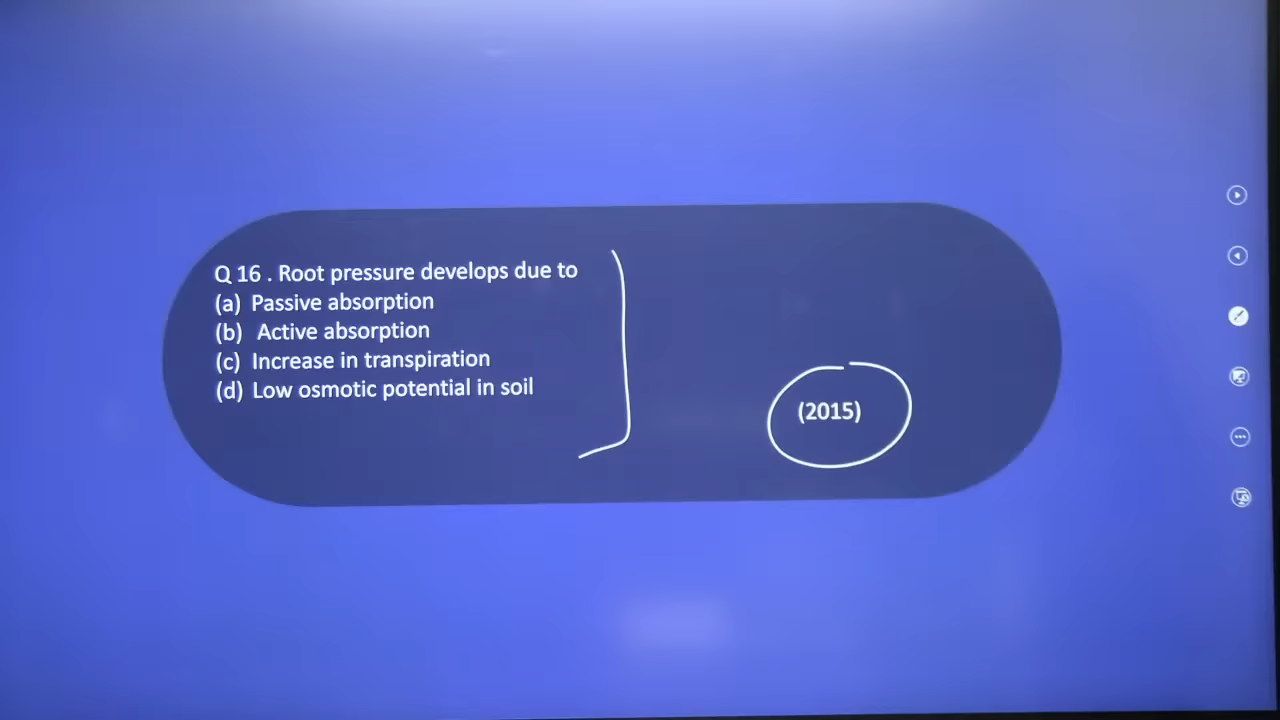 Q 16 . Root pressure develops due to
(a) Passive absorption
(b) Active absorption
(c) Increase in transpiration
(d) Low osmotic potential in soil
(2015)